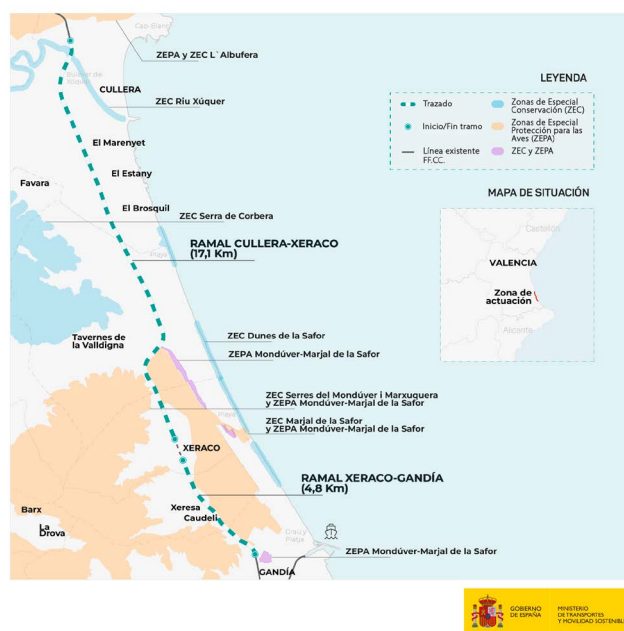 Cap Blanc
ZEPA y ZEC L`Albufera
CULLERA
ZEC Riu Xúquer
El Marenyet
El Estany
Favara
El Brosquil
ZEC Serra de Corbera
RAMAL CULLERA-XERACO
(17,1 Km)
Playa
Tavernes de
la Valldigna
ZEC Dunes de la Safor
ZEPA Mondúver-Marjal de la Safor
ZEC Serres del Mondúver i Marxuquera
y ZEPA Mondúver-Marjal de la Safor
Playa
ZEC Marjal de la Safor
y ZEPA Mondúver-Marjal de la Safor
XERACO
RAMAL XERACO-GANDÍA
(4,8 Km)
Xeresa
Caudeli
Barx
La
Drova
Grau y
Platja
ZEPA Mondúver-Marjal de la Safor
GANDÍA
LEYENDA
Trazado
Inicio/Fin tramo
Línea existente
FF.CC.
Zonas de Especial
Conservación (ZEC)
Zonas de Especial
Protección para las
Aves (ZEPA)
ZEC y ZEPA
MAPA DE SITUACIÓN
Castellón
VALENCIA
Zona de
actuación
Alicante
GOBIERNO
DE ESPAÑA
MINISTERIO
DE TRANSPORTES
Y MOVILIDAD SOSTENIBLE